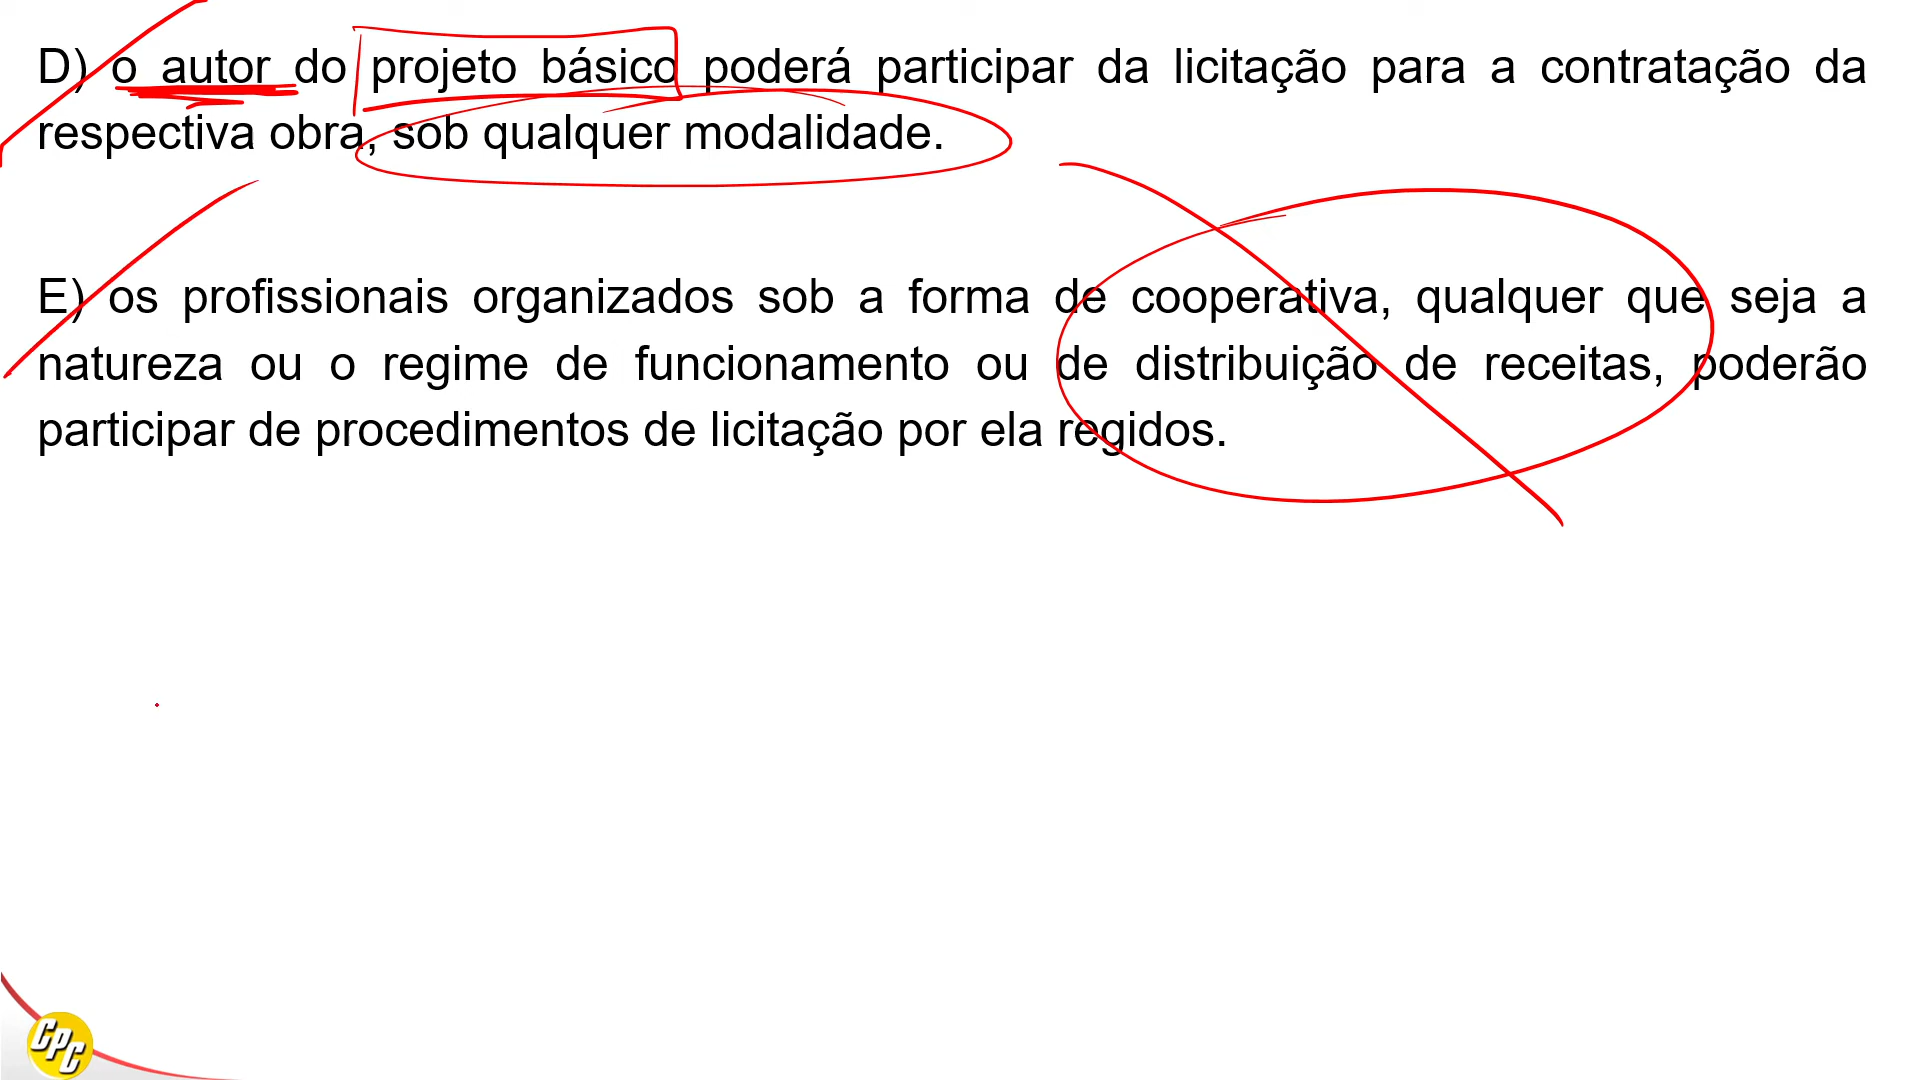 D) o autor do projeto básico poderá participar da licitação para a contratação da
respectiva obra, sob qualquer modalidade.
E) os profissionais organizados sob a forma de cooperativa, qualquer que seja a
natureza ou o regime de funcionamento ou de distribuição de receitas, poderão
participar de procedimentos de licitação por ela regidos.
CPC